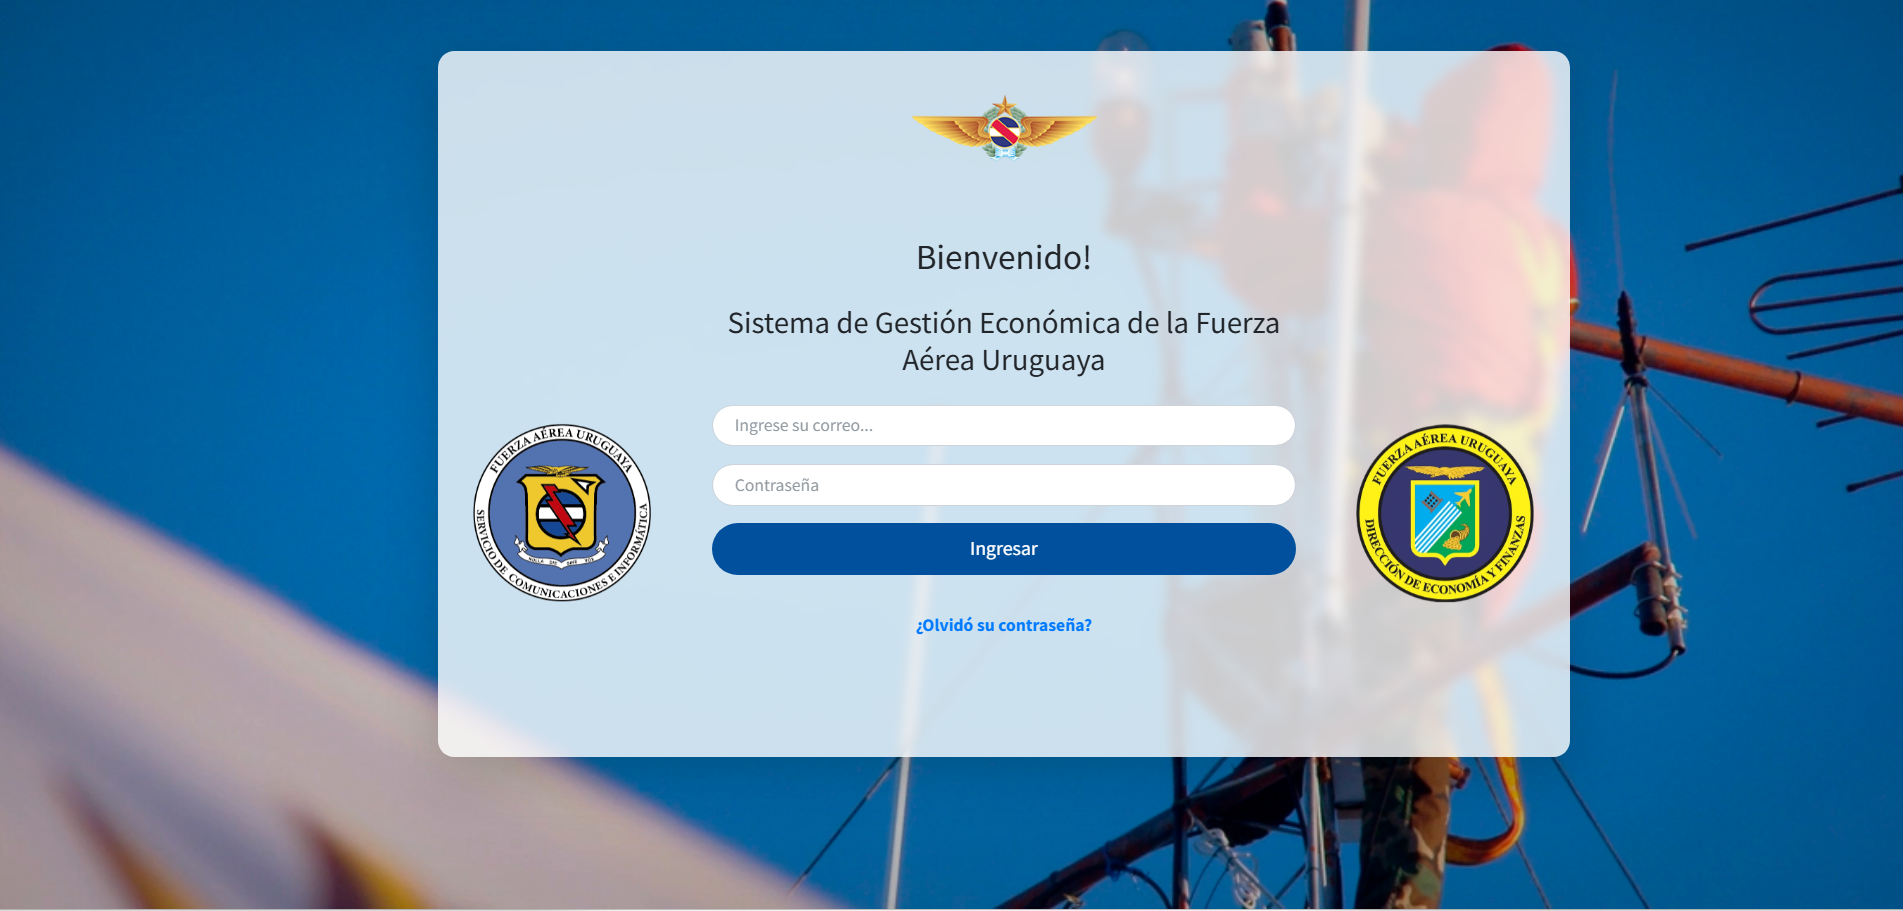 Bienvenido!
Sistema de Gestión Económica de la Fuerza
Aérea Uruguaya
Ingrese su correo...
Contraseña
Ingresar
¿Olvidó su contraseña?
FUERZA AÉREA URUGUAYA
SERVICIO DE COMUNICACIONES E INFORMÁTICA
FUERZA AÉREA URUGUAYA
DIRECCIÓN DE ECONOMÍA Y FINANZAS